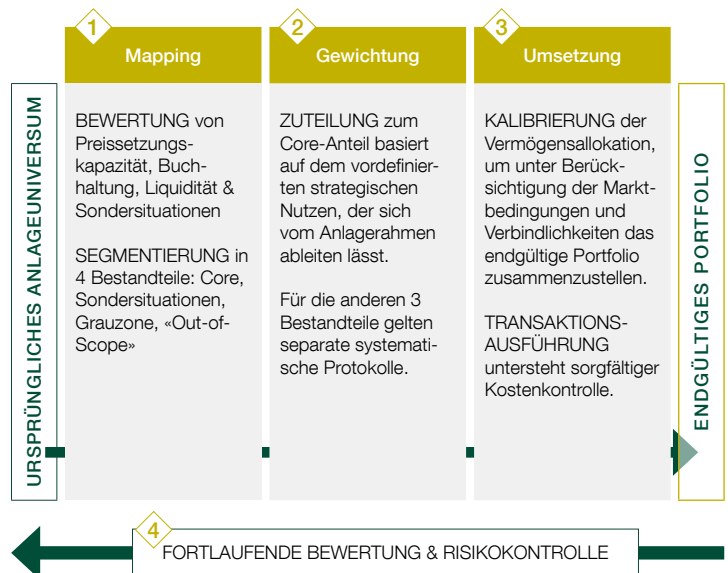 URSPRÜNGLICHES ANLAGEUNIVERSUM
1
Mapping
BEWERTUNG von
Preissetzungs-
kapazität, Buch-
haltung, Liquidität &
Sondersituationen
SEGMENTIERUNG in
4 Bestandteile: Core,
Sondersituationen,
Grauzone, «Out-of-
Scope»
2
Gewichtung
ZUTEILUNG zum
Core-Anteil basiert
auf dem vordefinier-
ten strategischen
Nutzen, der sich
vom Anlagerahmen
ableiten lässt.
Für die anderen 3
Bestandteile gelten
separate systemati-
sche Protokolle.
3
Umsetzung
KALIBRIERUNG der
Vermögensallokation,
um unter Berück-
sichtigung der Markt-
bedingungen und
Verbindlichkeiten das
endgültige Portfolio
zusammenzustellen.
TRANSAKTIONS-
AUSFÜHRUNG
untersteht sorgfältiger
Kostenkontrolle.
ENDGÜLTIGES PORTFOLIO
4
FORTLAUFENDE BEWERTUNG & RISIKOKONTROLLE